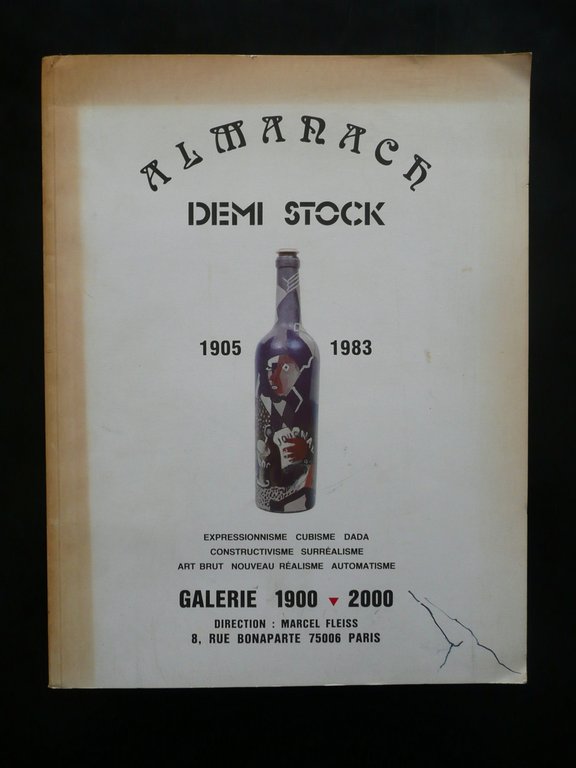 ALMANACH
DEMI STOCK
1905 1983
JOURNAL
EXPRESSIONNISME CUBISME DADA
CONSTRUCTIVISME SURRÉALISME
ART BRUT NOUVEAU RÉALISME AUTOMATISME
GALERIE 1900 ▼ 2000
DIRECTION : MARCEL FLEISS
8, RUE BONAPARTE 75006 PARIS